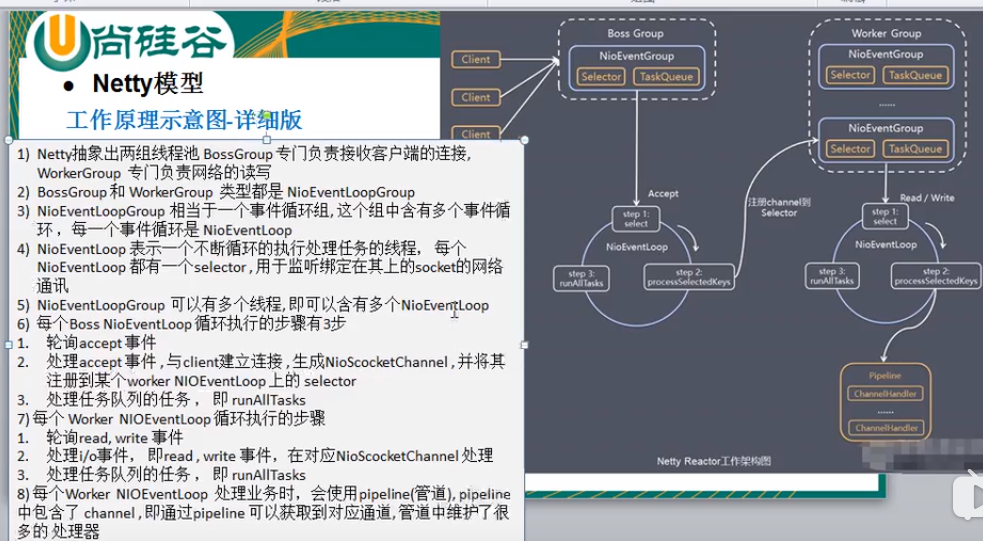 尚硅谷
● Netty模型
工作原理示意图-详细版
1) Netty抽象出两组线程池 BossGroup 专门负责接收客户端的连接,
WorkerGroup 专门负责网络的读写
2) BossGroup 和 WorkerGroup 类型都是 NioEventLoopGroup
3) NioEventLoopGroup 相当于一个事件循环组, 这个组中含有多个事件循
环 ，每一个事件循环是 NioEventLoop
4) NioEventLoop 表示一个不断循环的执行处理任务的线程， 每个
NioEventLoop 都有一个selector , 用于监听绑定在其上的socket的网络
通讯
5) NioEventLoopGroup 可以有多个线程, 即可以含有多个NioEventLoop
6) 每个Boss NioEventLoop 循环执行的步骤有3步
1. 轮询accept 事件
2. 处理accept 事件 , 与client建立连接 , 生成NioScocketChannel , 并将其
注册到某个worker NIOEventLoop 上的 selector
3. 处理任务队列的任务 ， 即 runAllTasks
7) 每个 Worker NIOEventLoop 循环执行的步骤
1. 轮询read, write 事件
2. 处理i/o事件， 即read , write 事件，在对应NioScocketChannel 处理
3. 处理任务队列的任务 ， 即 runAllTasks
8) 每个Worker NIOEventLoop 处理业务时，会使用pipeline(管道), pipeline
中包含了 channel , 即通过pipeline 可以获取到对应通道, 管道中维护了很
多的 处理器
Client
Client
Client
Boss Group
NioEventGroup
Selector
TaskQueue
Accept
step 1:
select
NioEventLoop
step 3:
runAllTasks
step 2:
processSelectedKeys
注册channel到
Selector
Worker Group
NioEventGroup
Selector
TaskQueue
......
NioEventGroup
Selector
TaskQueue
Read / Write
step 1:
select
NioEventLoop
step 3:
runAllTasks
step 2:
processSelectedKeys
Pipeline
ChannelHandler
......
ChannelHandler
Netty Reactor工作架构图